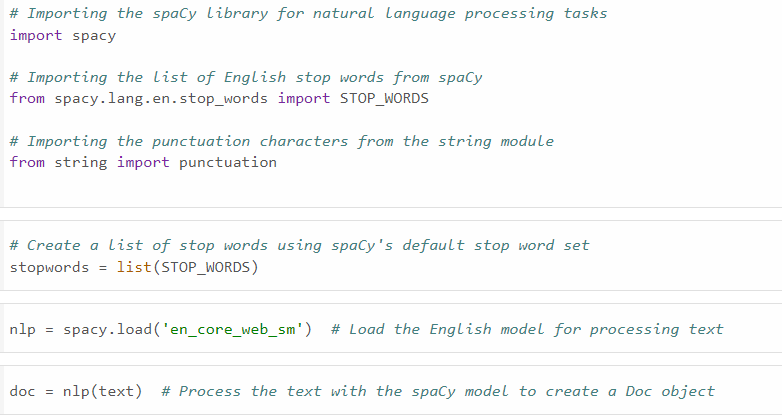 # Importing the spaCy library for natural language processing tasks
import spacy
# Importing the list of English stop words from spaCy
from spacy.lang.en.stop_words import STOP_WORDS
# Importing the punctuation characters from the string module
from string import punctuation
# Create a list of stop words using spaCy's default stop word set
stopwords = list(STOP_WORDS)
nlp = spacy.load('en_core_web_sm')  # Load the English model for processing text
doc = nlp(text)  # Process the text with the spaCy model to create a Doc object